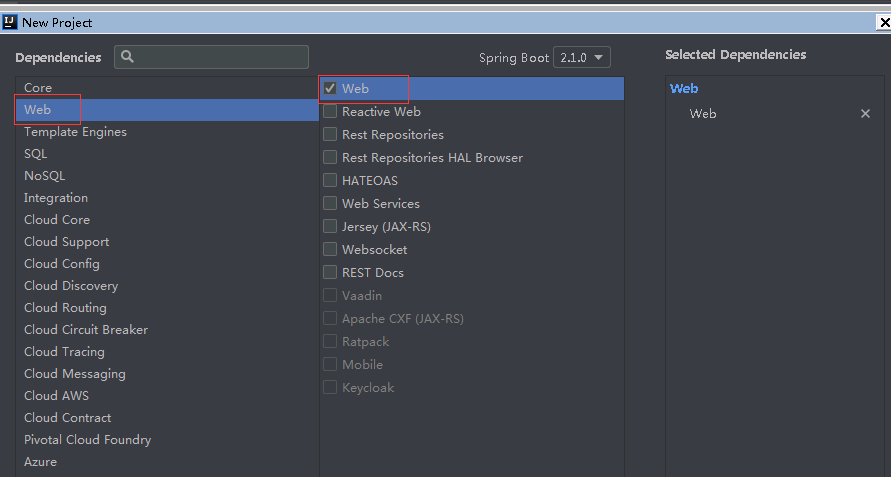 New Project
Dependencies
Spring Boot 2.1.0
Selected Dependencies
Core
Web
Template Engines
SQL
NoSQL
Integration
Cloud Core
Cloud Support
Cloud Config
Cloud Discovery
Cloud Routing
Cloud Circuit Breaker
Cloud Tracing
Cloud Messaging
Cloud AWS
Cloud Contract
Pivotal Cloud Foundry
Azure
Web
Reactive Web
Rest Repositories
Rest Repositories HAL Browser
HATEOAS
Web Services
Jersey (JAX-RS)
Websocket
REST Docs
Vaadin
Apache CXF (JAX-RS)
Ratpack
Mobile
Keycloak
Web
Web